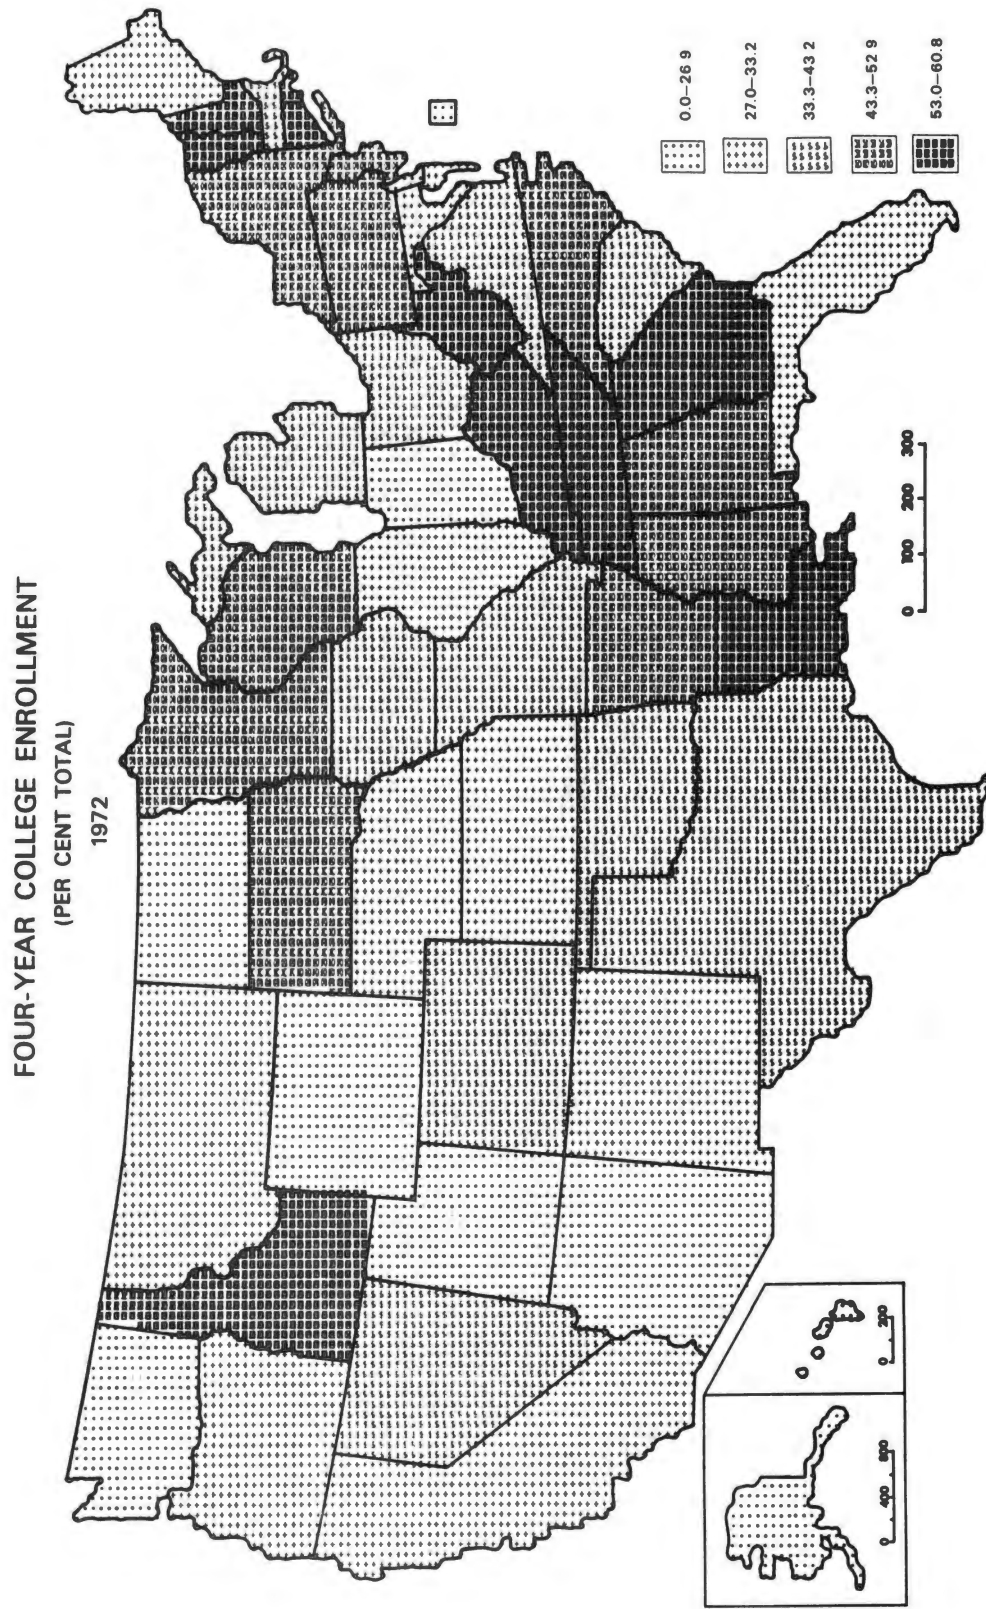 FOUR-YEAR COLLEGE ENROLLMENT
(PER CENT TOTAL)
1972
0.0–26 9
27.0–33.2
33.3–43 2
43.3–52 9
53.0–60.8
0 100 200 300
0 400 800
0 200